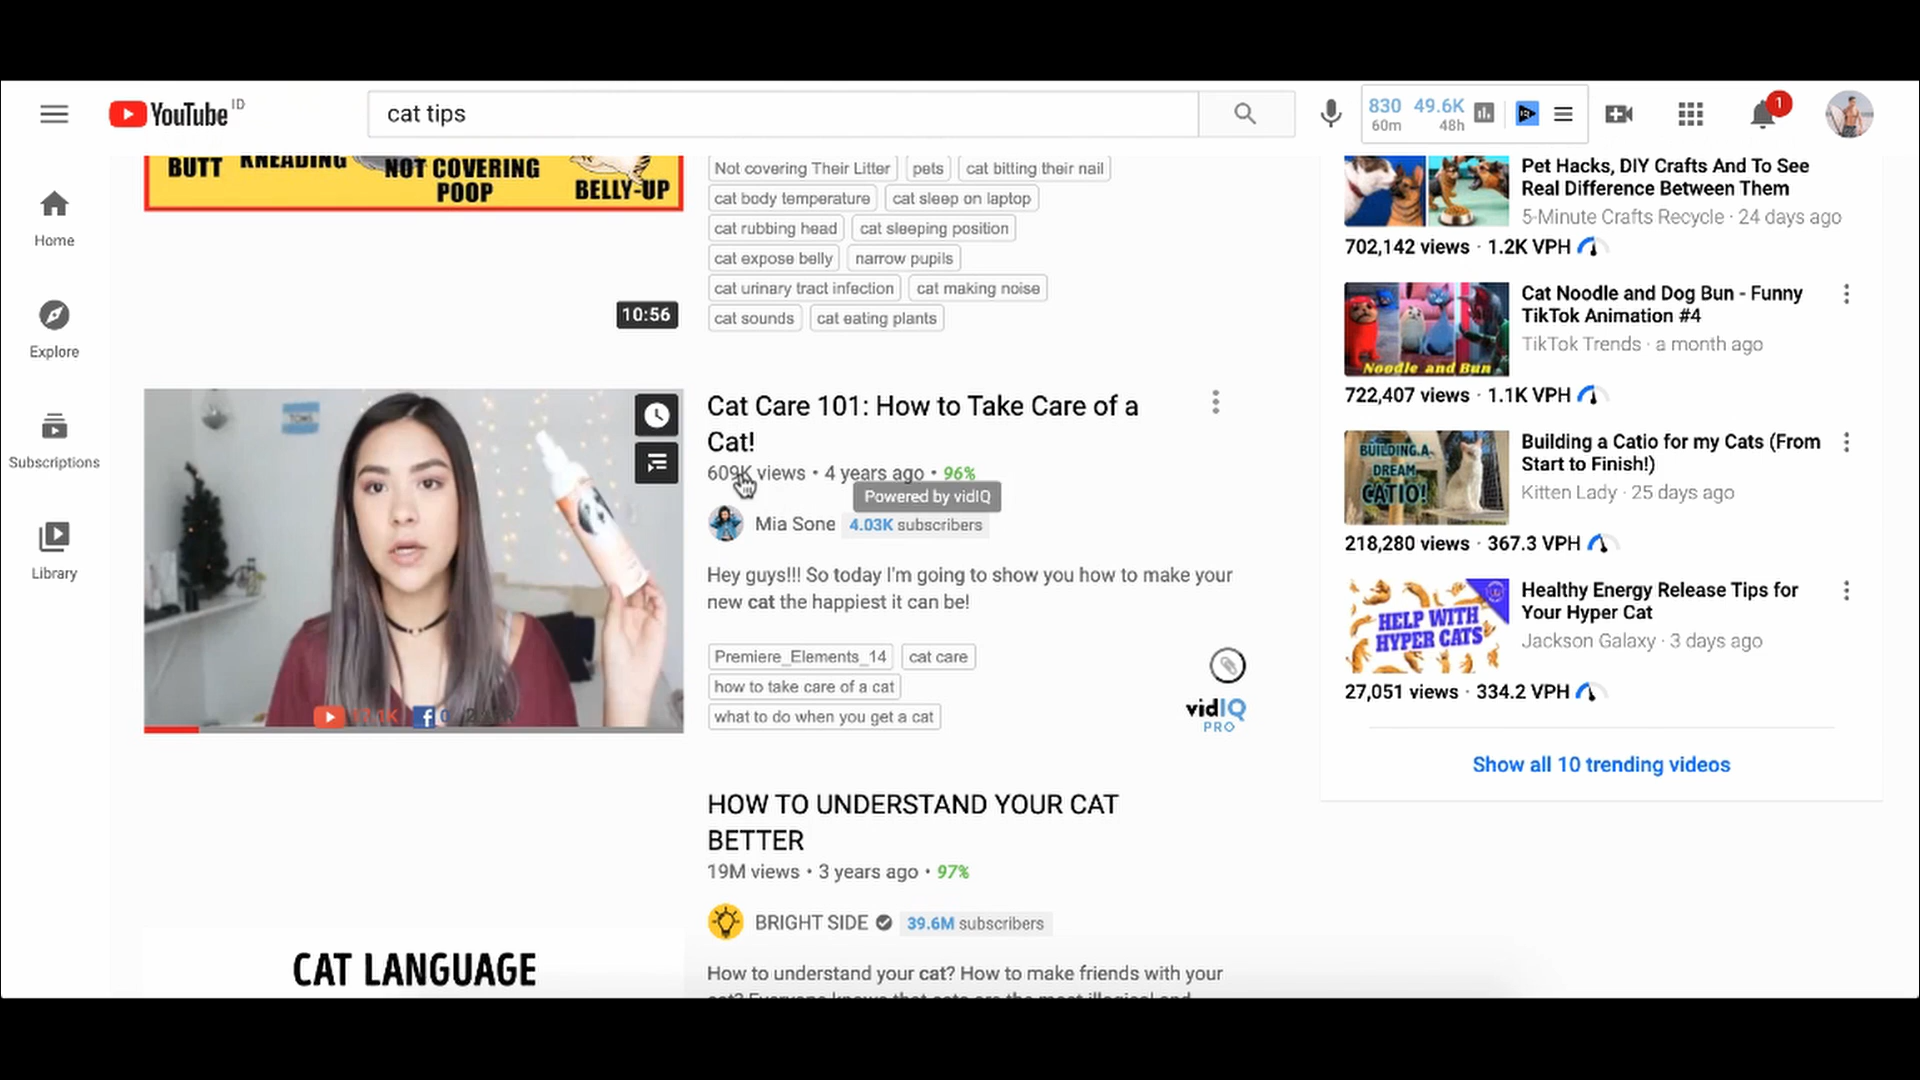 YouTube ID
cat tips
830 60m
49.6K 48h
1
Home
Explore
Subscriptions
Library
BUTT
KNEADING
NOT COVERING
POOP
BELLY-UP
10:56
Not covering Their Litter
pets
cat bitting their nail
cat body temperature
cat sleep on laptop
cat rubbing head
cat sleeping position
cat expose belly
narrow pupils
cat urinary tract infection
cat making noise
cat sounds
cat eating plants
Cat Care 101: How to Take Care of a
Cat!
609K views • 4 years ago • 96%
Powered by vidIQ
Mia Sone 4.03K subscribers
Hey guys!!! So today I'm going to show you how to make your
new cat the happiest it can be!
Premiere_Elements_14
cat care
how to take care of a cat
what to do when you get a cat
vidIQ
PRO
HOW TO UNDERSTAND YOUR CAT
BETTER
19M views • 3 years ago • 97%
BRIGHT SIDE 39.6M subscribers
How to understand your cat? How to make friends with your
cat? Everyone knows that cats are the most illogical and
CAT LANGUAGE
Pet Hacks, DIY Crafts And To See
Real Difference Between Them
5-Minute Crafts Recycle · 24 days ago
702,142 views · 1.2K VPH
Cat Noodle and Dog Bun - Funny
TikTok Animation #4
TikTok Trends · a month ago
Noodle and Bun
722,407 views · 1.1K VPH
Building a Catio for my Cats (From
Start to Finish!)
Kitten Lady · 25 days ago
BUILDING A
DREAM
CATIO!
218,280 views · 367.3 VPH
Healthy Energy Release Tips for
Your Hyper Cat
Jackson Galaxy · 3 days ago
HELP WITH
HYPER CATS
27,051 views · 334.2 VPH
Show all 10 trending videos